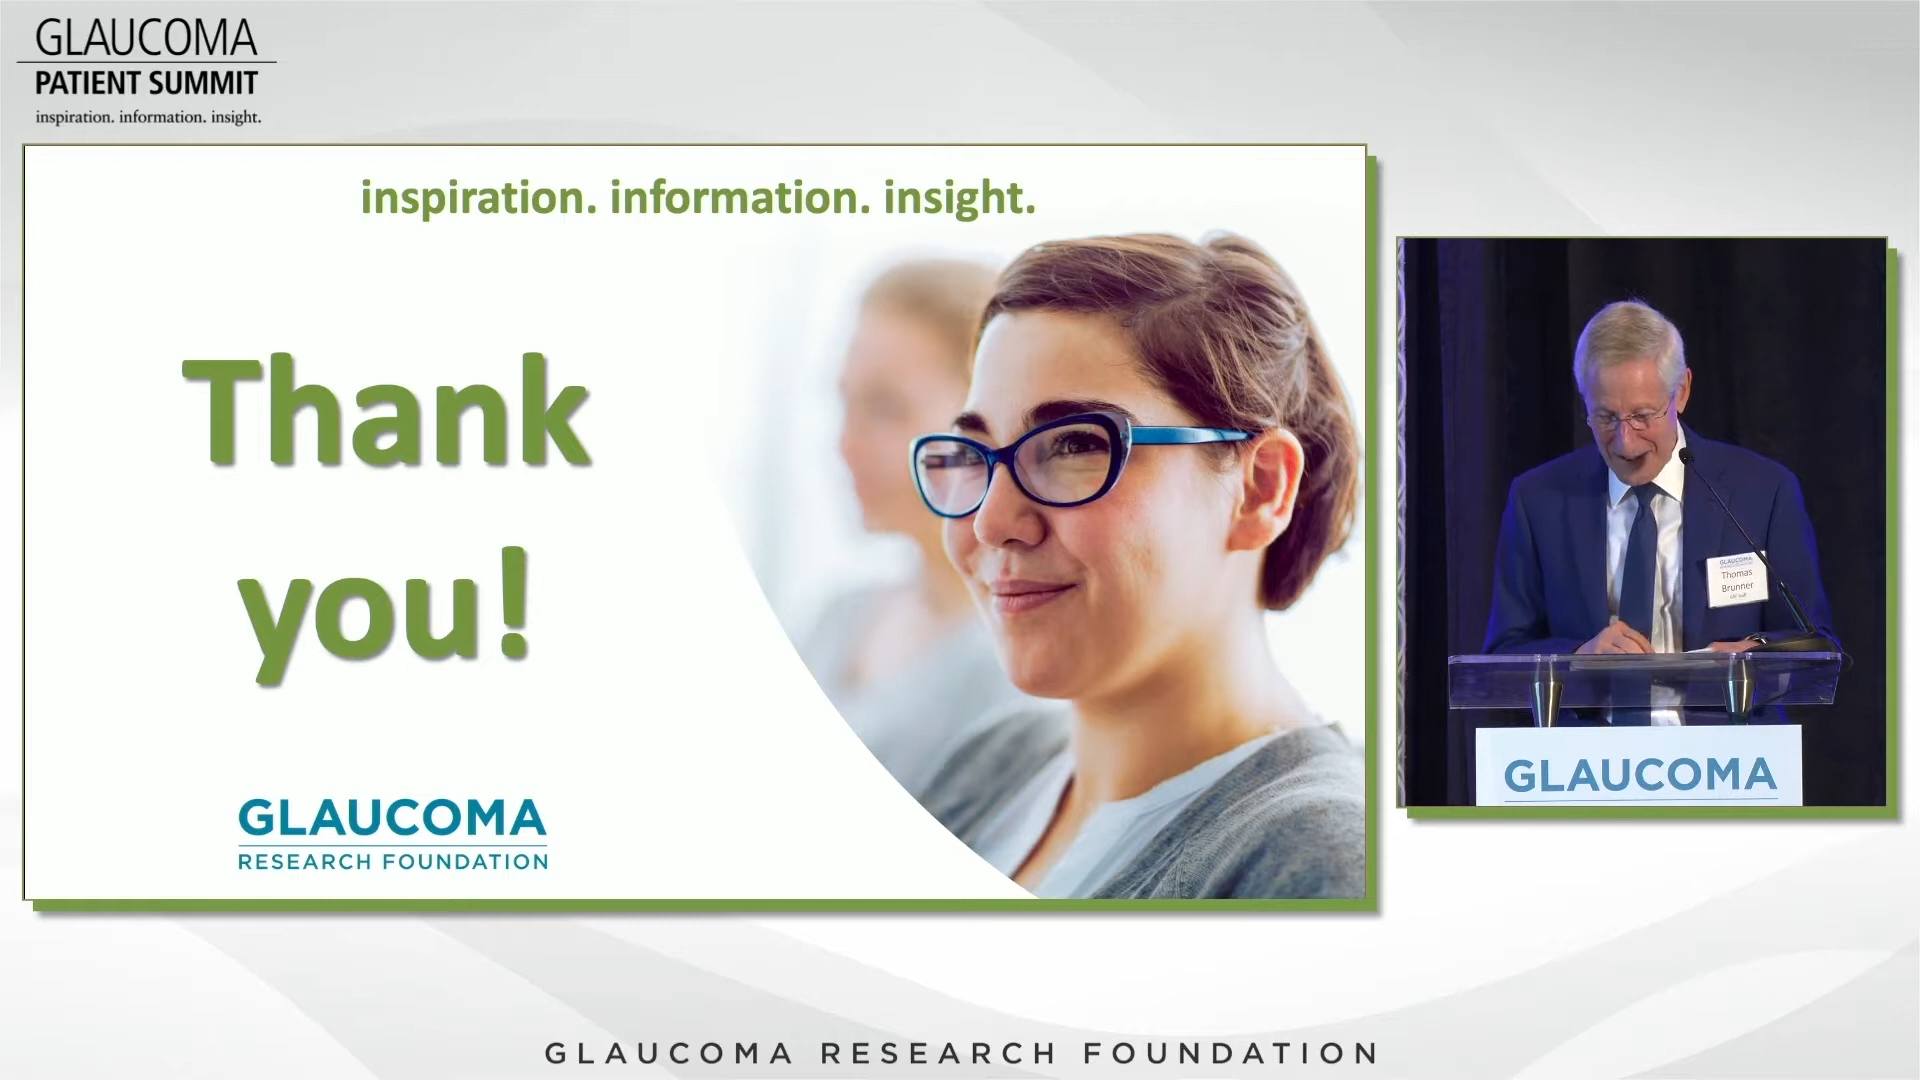 GLAUCOMA
PATIENT SUMMIT
inspiration. information. insight.
inspiration. information. insight.
Thank
you!
GLAUCOMA
RESEARCH FOUNDATION
GLAUCOMA
Thomas
Brunner
GLAUCOMA
GLAUCOMA RESEARCH FOUNDATION